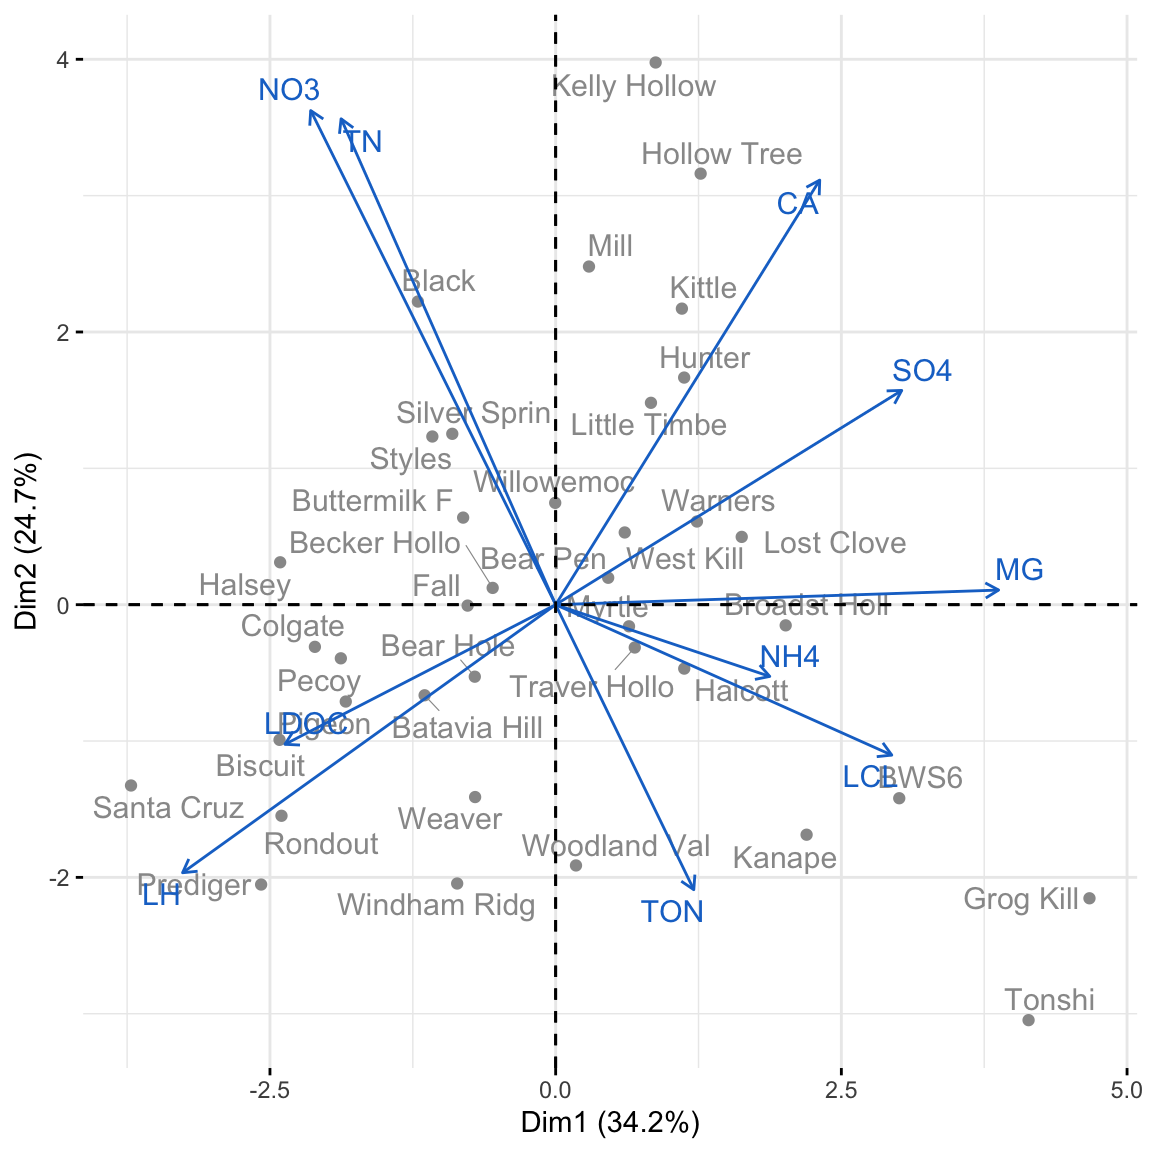 4
NO3
Kelly Hollow
TN
Hollow Tree
CA
Mill
Black
Kittle
2
Hunter
SO4
Silver Sprin
Little Timbe
Styles
Willowemoc
Buttermilk F
Warners
Becker Hollo
Bear Pen
West Kill
Lost Clove
MG
Halsey
Fall
0
Myrtle
Broadst Holl
Colgate
Bear Hole
NH4
Pecoy
Traver Hollo
Halcott
LDOC
Pigeon
Batavia Hill
Biscuit
LCL
BWS6
Santa Cruz
Weaver
Rondout
Woodland Val
Kanape
-2
Prediger
LH
Windham Ridg
TON
Grog Kill
Tonshi
-2.5
0.0
2.5
5.0
Dim1 (34.2%)
Dim2 (24.7%)